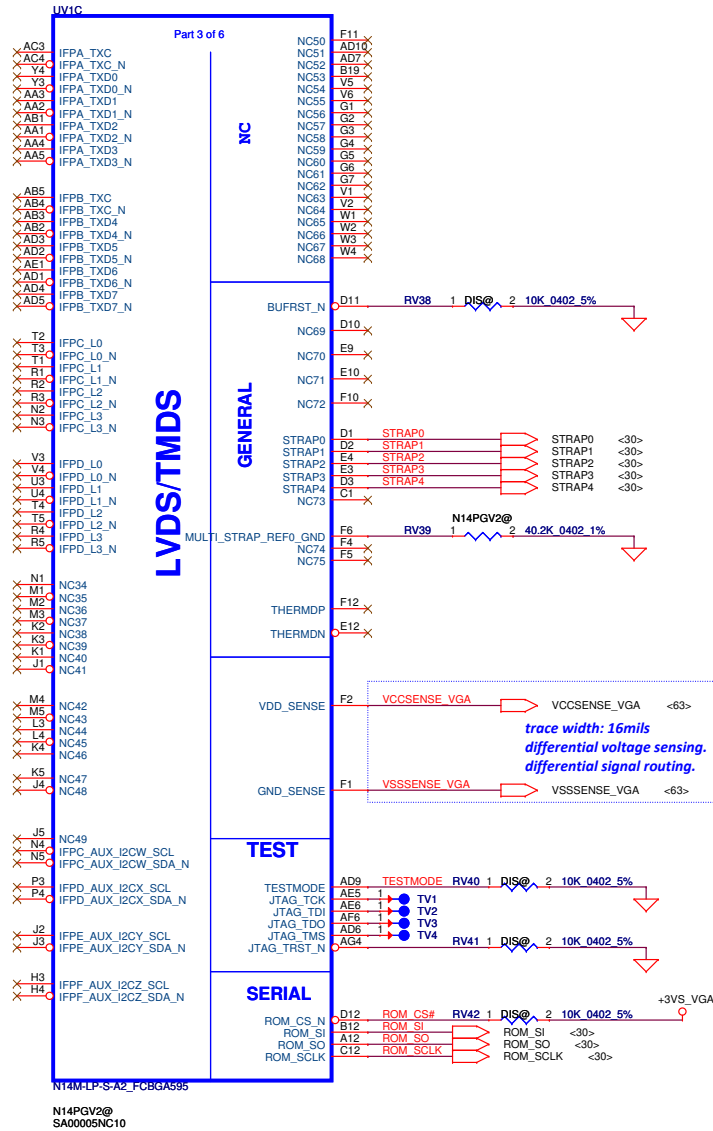 UV1C
Part 3 of 6
AC3 IFPA_TXC
AC4 IFPA_TXC_N
Y4 IFPA_TXD0
Y3 IFPA_TXD0_N
AA3 IFPA_TXD1
AA2 IFPA_TXD1_N
AB1 IFPA_TXD2
AA1 IFPA_TXD2_N
AA4 IFPA_TXD3
AA5 IFPA_TXD3_N
AB5 IFPB_TXC
AB4 IFPB_TXC_N
AB3 IFPB_TXD4
AB2 IFPB_TXD4_N
AD3 IFPB_TXD5
AD2 IFPB_TXD5_N
AE1 IFPB_TXD6
AD1 IFPB_TXD6_N
AD4 IFPB_TXD7
AD5 IFPB_TXD7_N
T2 IFPC_L0
T3 IFPC_L0_N
T1 IFPC_L1
R1 IFPC_L1_N
R2 IFPC_L2
R3 IFPC_L2_N
N2 IFPC_L3
N3 IFPC_L3_N
V3 IFPD_L0
V4 IFPD_L0_N
U3 IFPD_L1
U4 IFPD_L1_N
T4 IFPD_L2
T5 IFPD_L2_N
R4 IFPD_L3
R5 IFPD_L3_N
N1 NC34
M1 NC35
M2 NC36
M3 NC37
K2 NC38
K3 NC39
K1 NC40
J1 NC41
M4 NC42
M5 NC43
L3 NC44
L4 NC45
K4 NC46
K5 NC47
J4 NC48
J5 NC49
N4 IFPC_AUX_I2CW_SCL
N5 IFPC_AUX_I2CW_SDA_N
P3 IFPD_AUX_I2CX_SCL
P4 IFPD_AUX_I2CX_SDA_N
J2 IFPE_AUX_I2CY_SCL
J3 IFPE_AUX_I2CY_SDA_N
H3 IFPF_AUX_I2CZ_SCL
H4 IFPF_AUX_I2CZ_SDA_N
LVDS/TMDS
NC
NC50 F11
NC51 AD10
NC52 AD7
NC53 B19
NC54 V5
NC55 V6
NC56 G1
NC57 G2
NC58 G3
NC59 G4
NC60 G5
NC61 G6
NC62 G7
NC63 V1
NC64 V2
NC65 W1
NC66 W2
NC67 W3
NC68 W4
GENERAL
BUFRST_N D11 RV38 1 DIS@ 2 10K_0402_5%
NC69 D10
NC70 E9
NC71 E10
NC72 F10
STRAP0 D1 STRAP0 STRAP0 <30>
STRAP1 D2 STRAP1 STRAP1 <30>
STRAP2 E4 STRAP2 STRAP2 <30>
STRAP3 E3 STRAP3 STRAP3 <30>
STRAP4 D3 STRAP4 STRAP4 <30>
NC73 C1
N14PGV2@
MULTI_STRAP_REF0_GND F6 RV39 1 2 40.2K_0402_1%
NC74 F4
NC75 F5
THERMDP F12
THERMDN E12
VDD_SENSE F2 VCCSENSE_VGA VCCSENSE_VGA <63>
trace width: 16mils
differential voltage sensing.
differential signal routing.
GND_SENSE F1 VSSSENSE_VGA VSSSENSE_VGA <63>
TEST
TESTMODE AD9 TESTMODE RV40 1 DIS@ 2 10K_0402_5%
JTAG_TCK AE5 1 TV1
JTAG_TDI AE6 1 TV2
JTAG_TDO AF6 1 TV3
JTAG_TMS AD6 1 TV4
JTAG_TRST_N AG4 RV41 1 DIS@ 2 10K_0402_5%
SERIAL
+3VS_VGA
ROM_CS_N D12 ROM_CS# RV42 1 DIS@ 2 10K_0402_5%
ROM_SI B12 ROM_SI ROM_SI <30>
ROM_SO A12 ROM_SO ROM_SO <30>
ROM_SCLK C12 ROM_SCLK ROM_SCLK <30>
N14M-LP-S-A2_FCBGA595
N14PGV2@
SA00005NC10